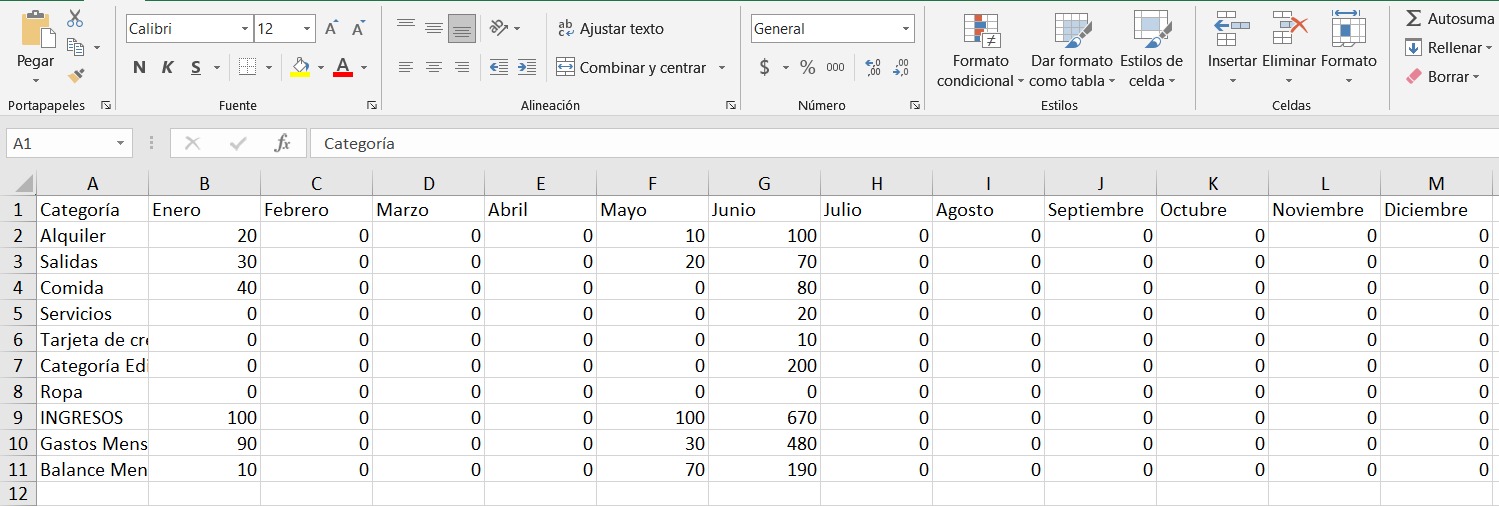 Calibri 12 A A ab Ajustar texto General Autosuma
Pegar N K S A Combinar y centrar $ % 000 Formato condicional Dar formato como tabla Estilos de celda Insertar Eliminar Formato Rellenar
Borrar
Portapapeles Fuente Alineación Número Estilos Celdas
A1 fx Categoría
A B C D E F G H I J K L M
1 Categoría Enero Febrero Marzo Abril Mayo Junio Julio Agosto Septiembre Octubre Noviembre Diciembre
2 Alquiler 20 0 0 0 10 100 0 0 0 0 0 0
3 Salidas 30 0 0 0 20 70 0 0 0 0 0 0
4 Comida 40 0 0 0 0 80 0 0 0 0 0 0
5 Servicios 0 0 0 0 0 20 0 0 0 0 0 0
6 Tarjeta de cre 0 0 0 0 0 10 0 0 0 0 0 0
7 Categoría Edi 0 0 0 0 0 200 0 0 0 0 0 0
8 Ropa 0 0 0 0 0 0 0 0 0 0 0 0
9 INGRESOS 100 0 0 0 100 670 0 0 0 0 0 0
10 Gastos Mens 90 0 0 0 30 480 0 0 0 0 0 0
11 Balance Men 10 0 0 0 70 190 0 0 0 0 0 0
12